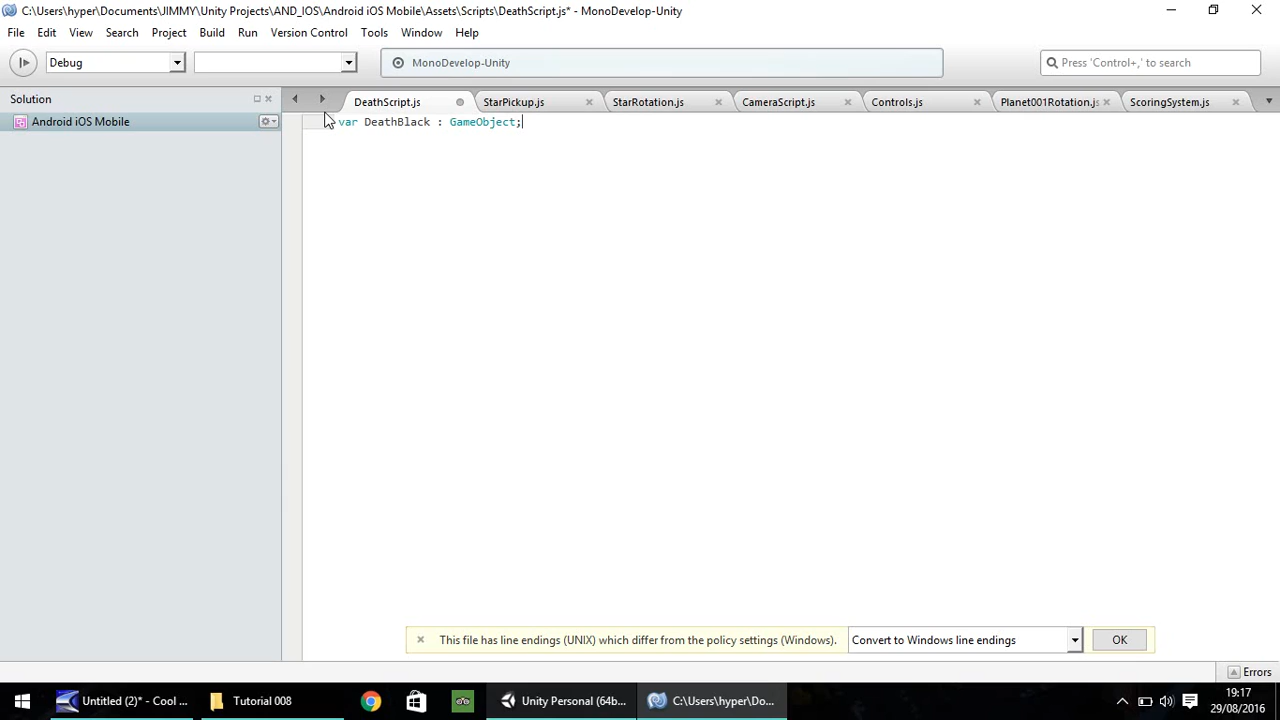 C:\Users\hyper\Documents\JIMMY\Unity Projects\AND_IOS\Android iOS Mobile\Assets\Scripts\DeathScript.js* - MonoDevelop-Unity
File Edit View Search Project Build Run Version Control Tools Window Help
Debug MonoDevelop-Unity Press 'Control+,' to search
Solution DeathScript.js StarPickup.js StarRotation.js CameraScript.js Controls.js Planet001Rotation.js ScoringSystem.js
Android iOS Mobile
var DeathBlack : GameObject;
This file has line endings (UNIX) which differ from the policy settings (Windows). Convert to Windows line endings OK
Errors
Untitled (2)* - Cool ... Tutorial 008 Unity Personal (64b... C:\Users\hyper\Do...
19:17
29/08/2016